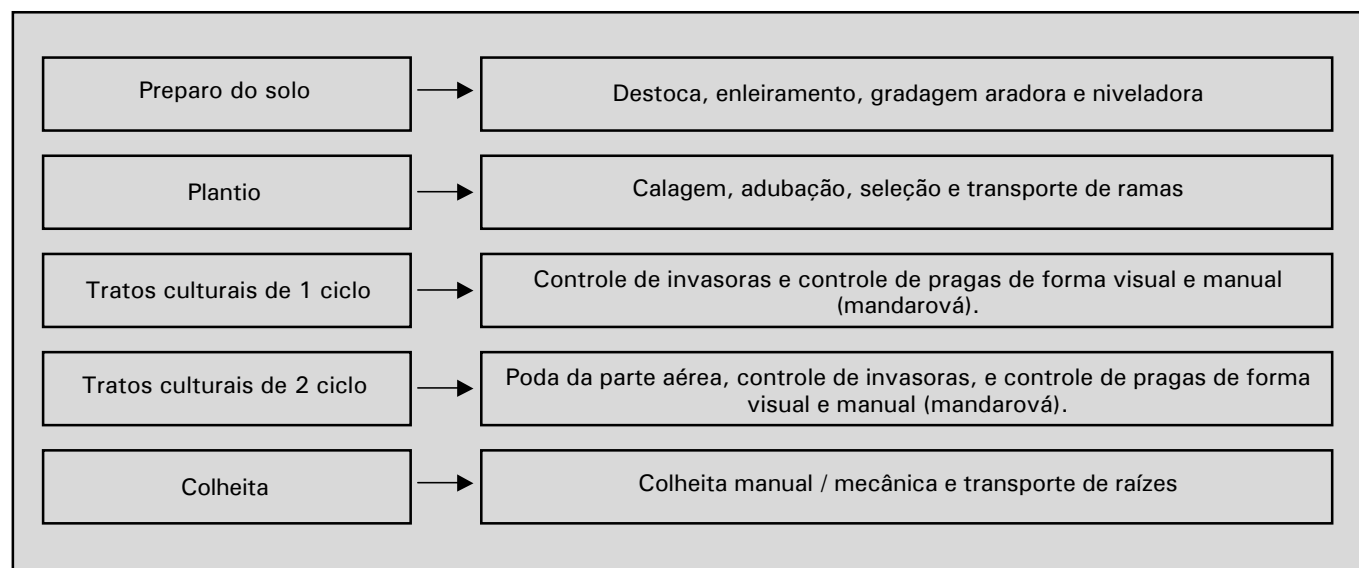 Preparo do solo
Destoca, enleiramento, gradagem aradora e niveladora
Plantio
Calagem, adubação, seleção e transporte de ramas
Tratos culturais de 1 ciclo
Controle de invasoras e controle de pragas de forma visual e manual
(mandarová).
Tratos culturais de 2 ciclo
Poda da parte aérea, controle de invasoras, e controle de pragas de forma
visual e manual (mandarová).
Colheita
Colheita manual / mecânica e transporte de raízes